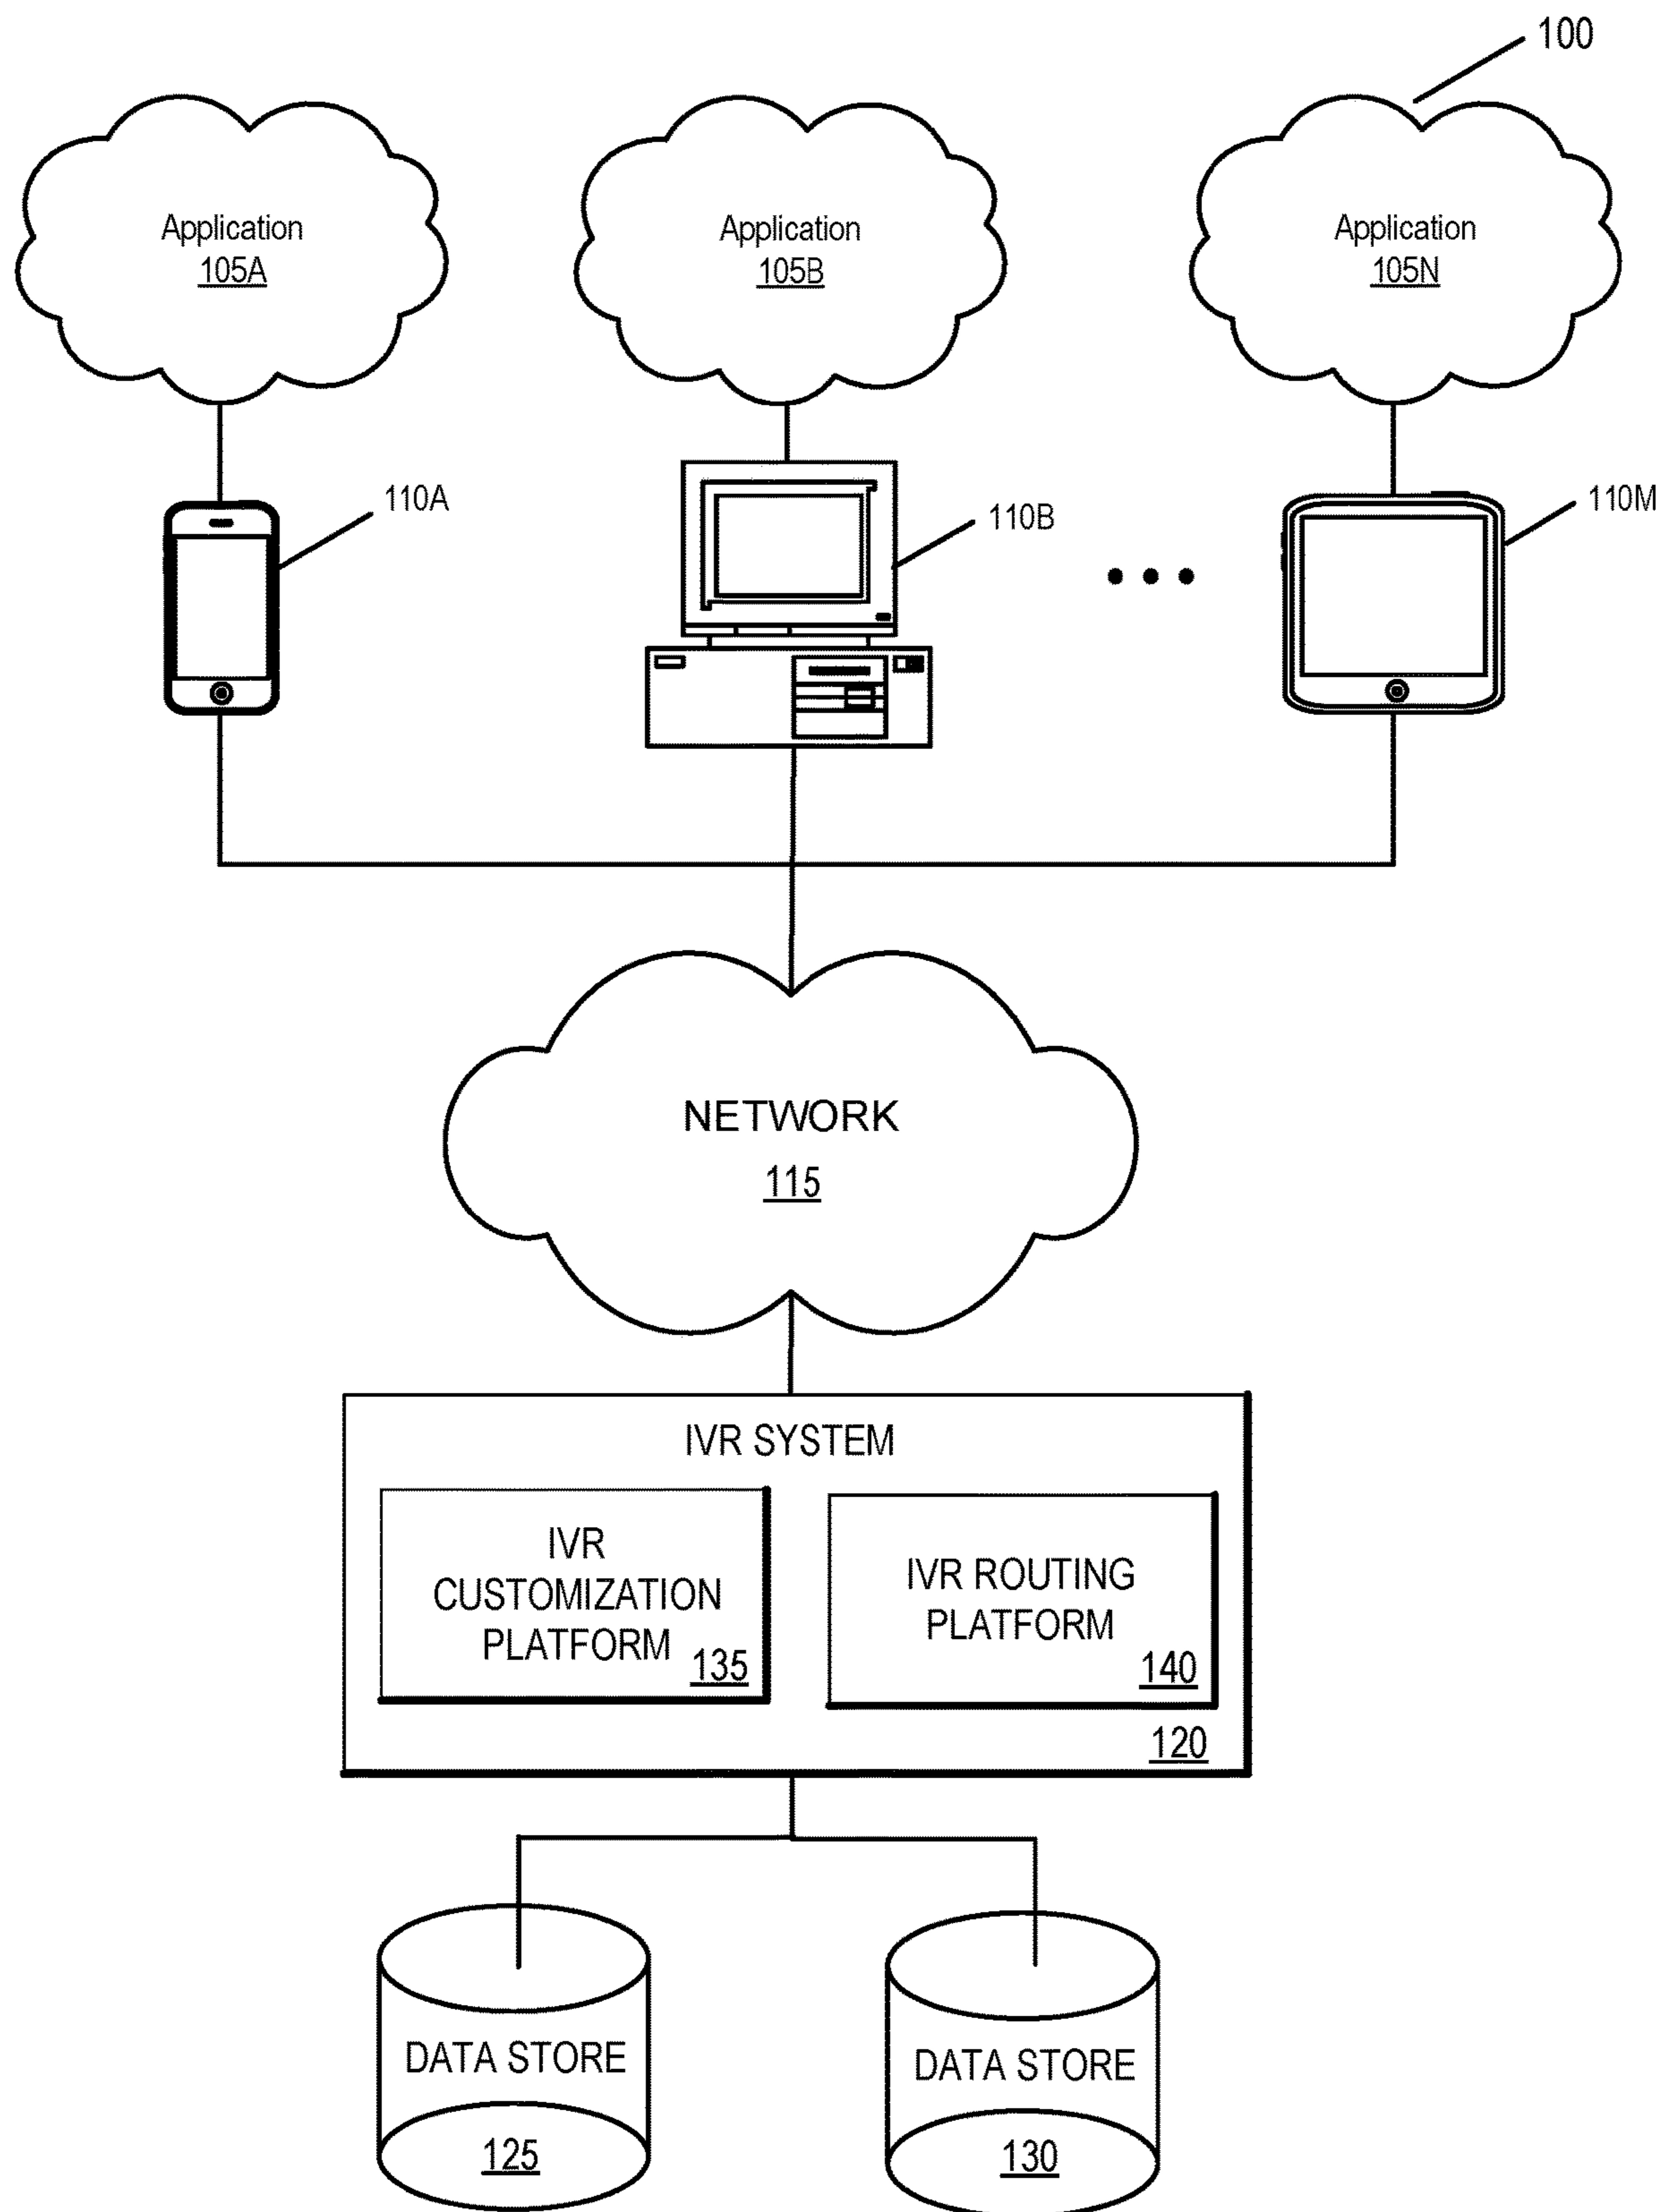 100
Application
105A
Application
105B
Application
105N
110A
110B
110M
NETWORK
115
IVR SYSTEM
IVR
CUSTOMIZATION
PLATFORM
135
IVR ROUTING
PLATFORM
140
120
DATA STORE
125
DATA STORE
130